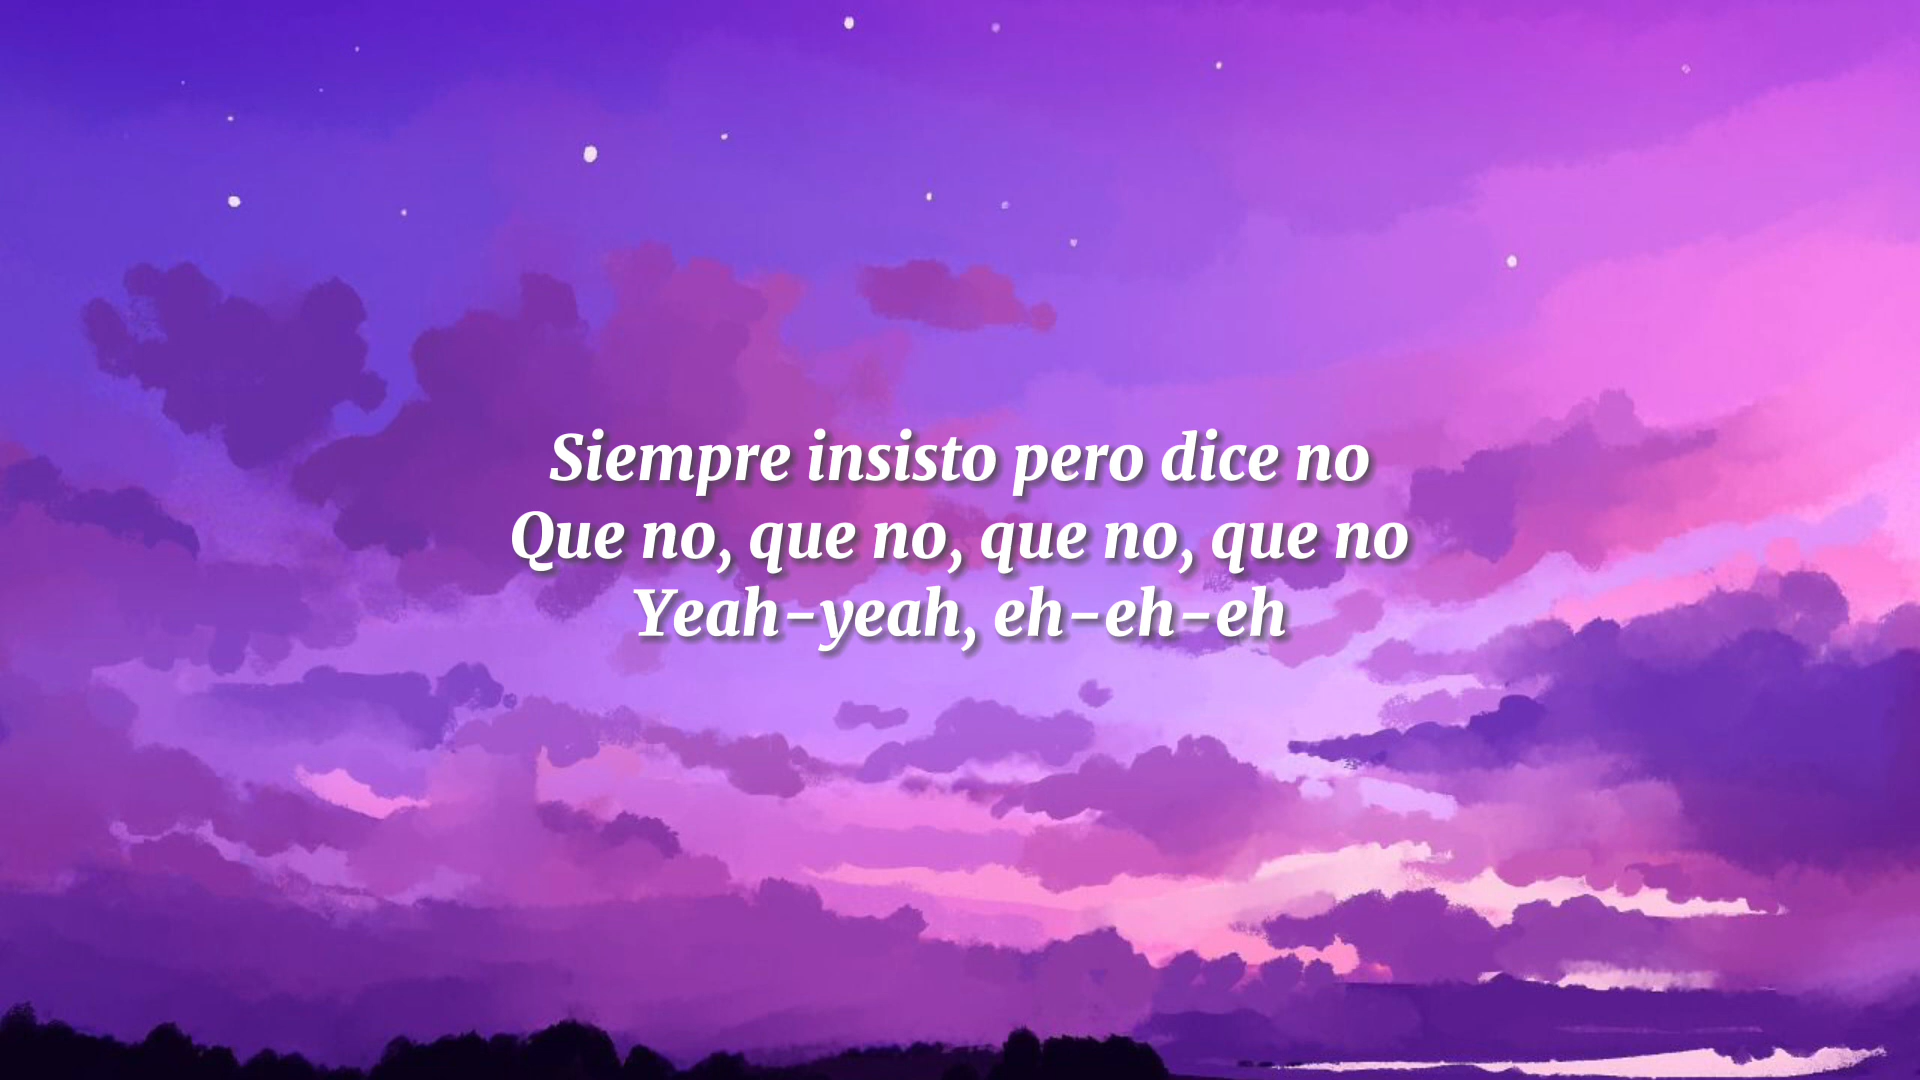 Siempre insisto pero dice no
Que no, que no, que no, que no
Yeah-yeah, eh-eh-eh